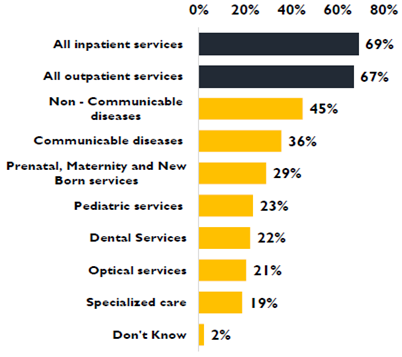 0% 20% 40% 60% 80%
All inpatient services 69%
All outpatient services 67%
Non - Communicable
diseases 45%
Communicable diseases 36%
Prenatal, Maternity and New
Born services 29%
Pediatric services 23%
Dental Services 22%
Optical services 21%
Specialized care 19%
Don't Know 2%